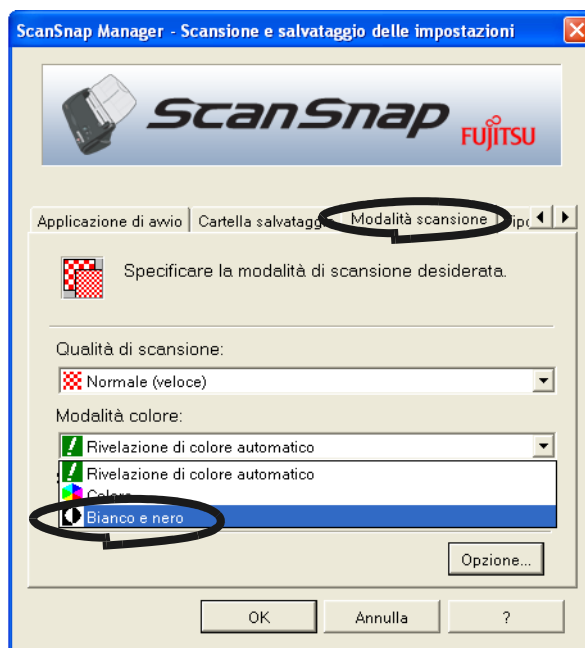 ScanSnap Manager - Scansione e salvataggio delle impostazioni
ScanSnap
FUJITSU
Applicazione di avvio Cartella salvataggio Modalità scansione
Specificare la modalità di scansione desiderata.
Qualità di scansione:
Normale (veloce)
Modalità colore:
Rivelazione di colore automatico
Rivelazione di colore automatico
Colore
Bianco e nero
Opzione...
OK Annulla ?